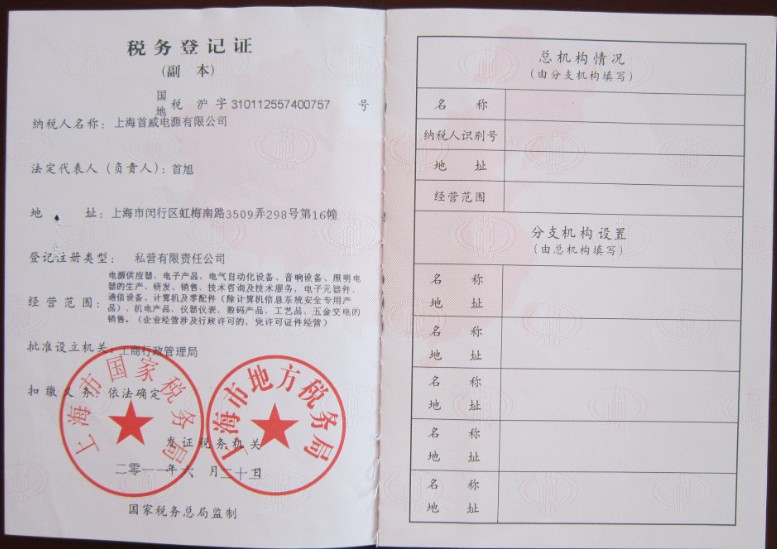 税务登记证
(副 本)
国
地 税 沪 字 310112557400757 号
纳税人名称：上海首威电源有限公司
法定代表人（负责人）：首旭
地 址：上海市闵行区虹梅南路3509弄298号第16幢
登记注册类型： 私营有限责任公司
经营范围：
电源供应器、电子产品、电气自动化设备、音响设备、照明电
器的生产、研发、销售、技术咨询及技术服务，电子元器件、
通信设备、计算机及零配件（除计算机信息系统安全专用产
品）、机电产品、仪器仪表、数码产品、工艺品、五金交电的
销售。（企业经营涉及行政许可的，凭许可证件经营）
批准设立机关：工商行政管理局
扣缴义务：依法确定
上海市国家税务局
上海市地方税务局
发证税务机关
二零一一年六月二十日
国家税务总局监制
总机构情况
（由分支机构填写）
名 称
纳税人识别号
地 址
经营范围
分支机构设置
（由总机构填写）
名 称
地 址
名 称
地 址
名 称
地 址
名 称
地 址
名 称
地 址